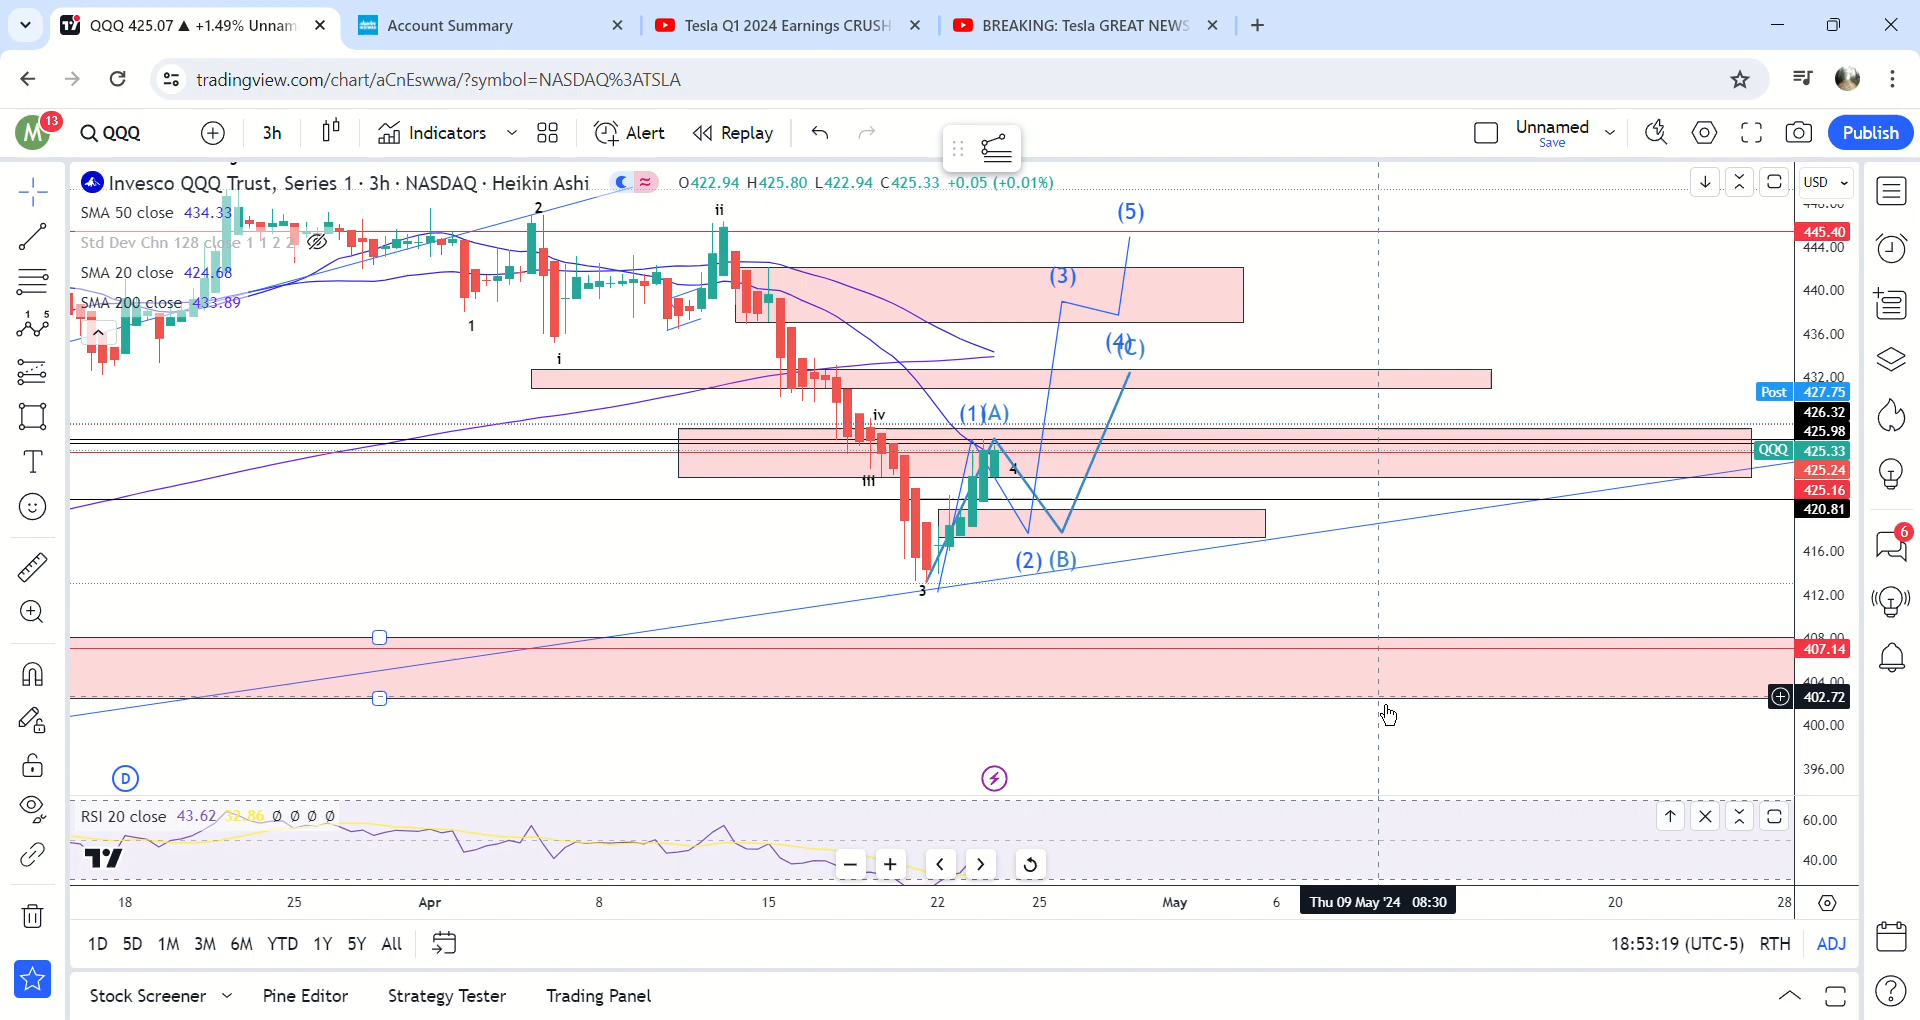 QQQ 425.07 ▲ +1.49% Unnam
Account Summary
Tesla Q1 2024 Earnings CRUSH
BREAKING: Tesla GREAT NEWS
tradingview.com/chart/aCnEswwa/?symbol=NASDAQ%3ATSLA
M 13
QQQ
3h
Indicators
Alert
Replay
Unnamed
Save
Publish
Invesco QQQ Trust, Series 1 · 3h · NASDAQ · Heikin Ashi
O422.94 H425.80 L422.94 C425.33 +0.05 (+0.01%)
USD
SMA 50 close 434.33
Std Dev Chn 128 close 1 1 2 2
SMA 20 close 424.68
SMA 200 close 433.89
2
ii
(5)
1
i
(3)
(4)
(C)
iv
(1)
(A)
iii
4
(2) (B)
3
448.00
445.40
444.00
440.00
436.00
432.00
Post 427.75
426.32
425.98
QQQ 425.33
425.24
425.16
420.81
416.00
412.00
408.00
407.14
404.00
402.72
400.00
396.00
D
RSI 20 close 43.62 32.86 Ø Ø Ø Ø
60.00
40.00
18 25 Apr 8 15 22 25 May 6 Thu 09 May '24 08:30 20 28
1D 5D 1M 3M 6M YTD 1Y 5Y All
18:53:19 (UTC-5) RTH ADJ
Stock Screener Pine Editor Strategy Tester Trading Panel
1 5
T
6